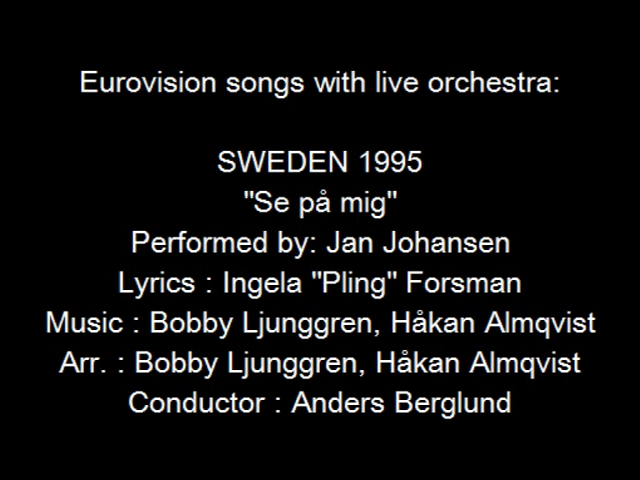 Eurovision songs with live orchestra:
SWEDEN 1995
"Se på mig"
Performed by: Jan Johansen
Lyrics : Ingela "Pling" Forsman
Music : Bobby Ljunggren, Håkan Almqvist
Arr. : Bobby Ljunggren, Håkan Almqvist
Conductor : Anders Berglund